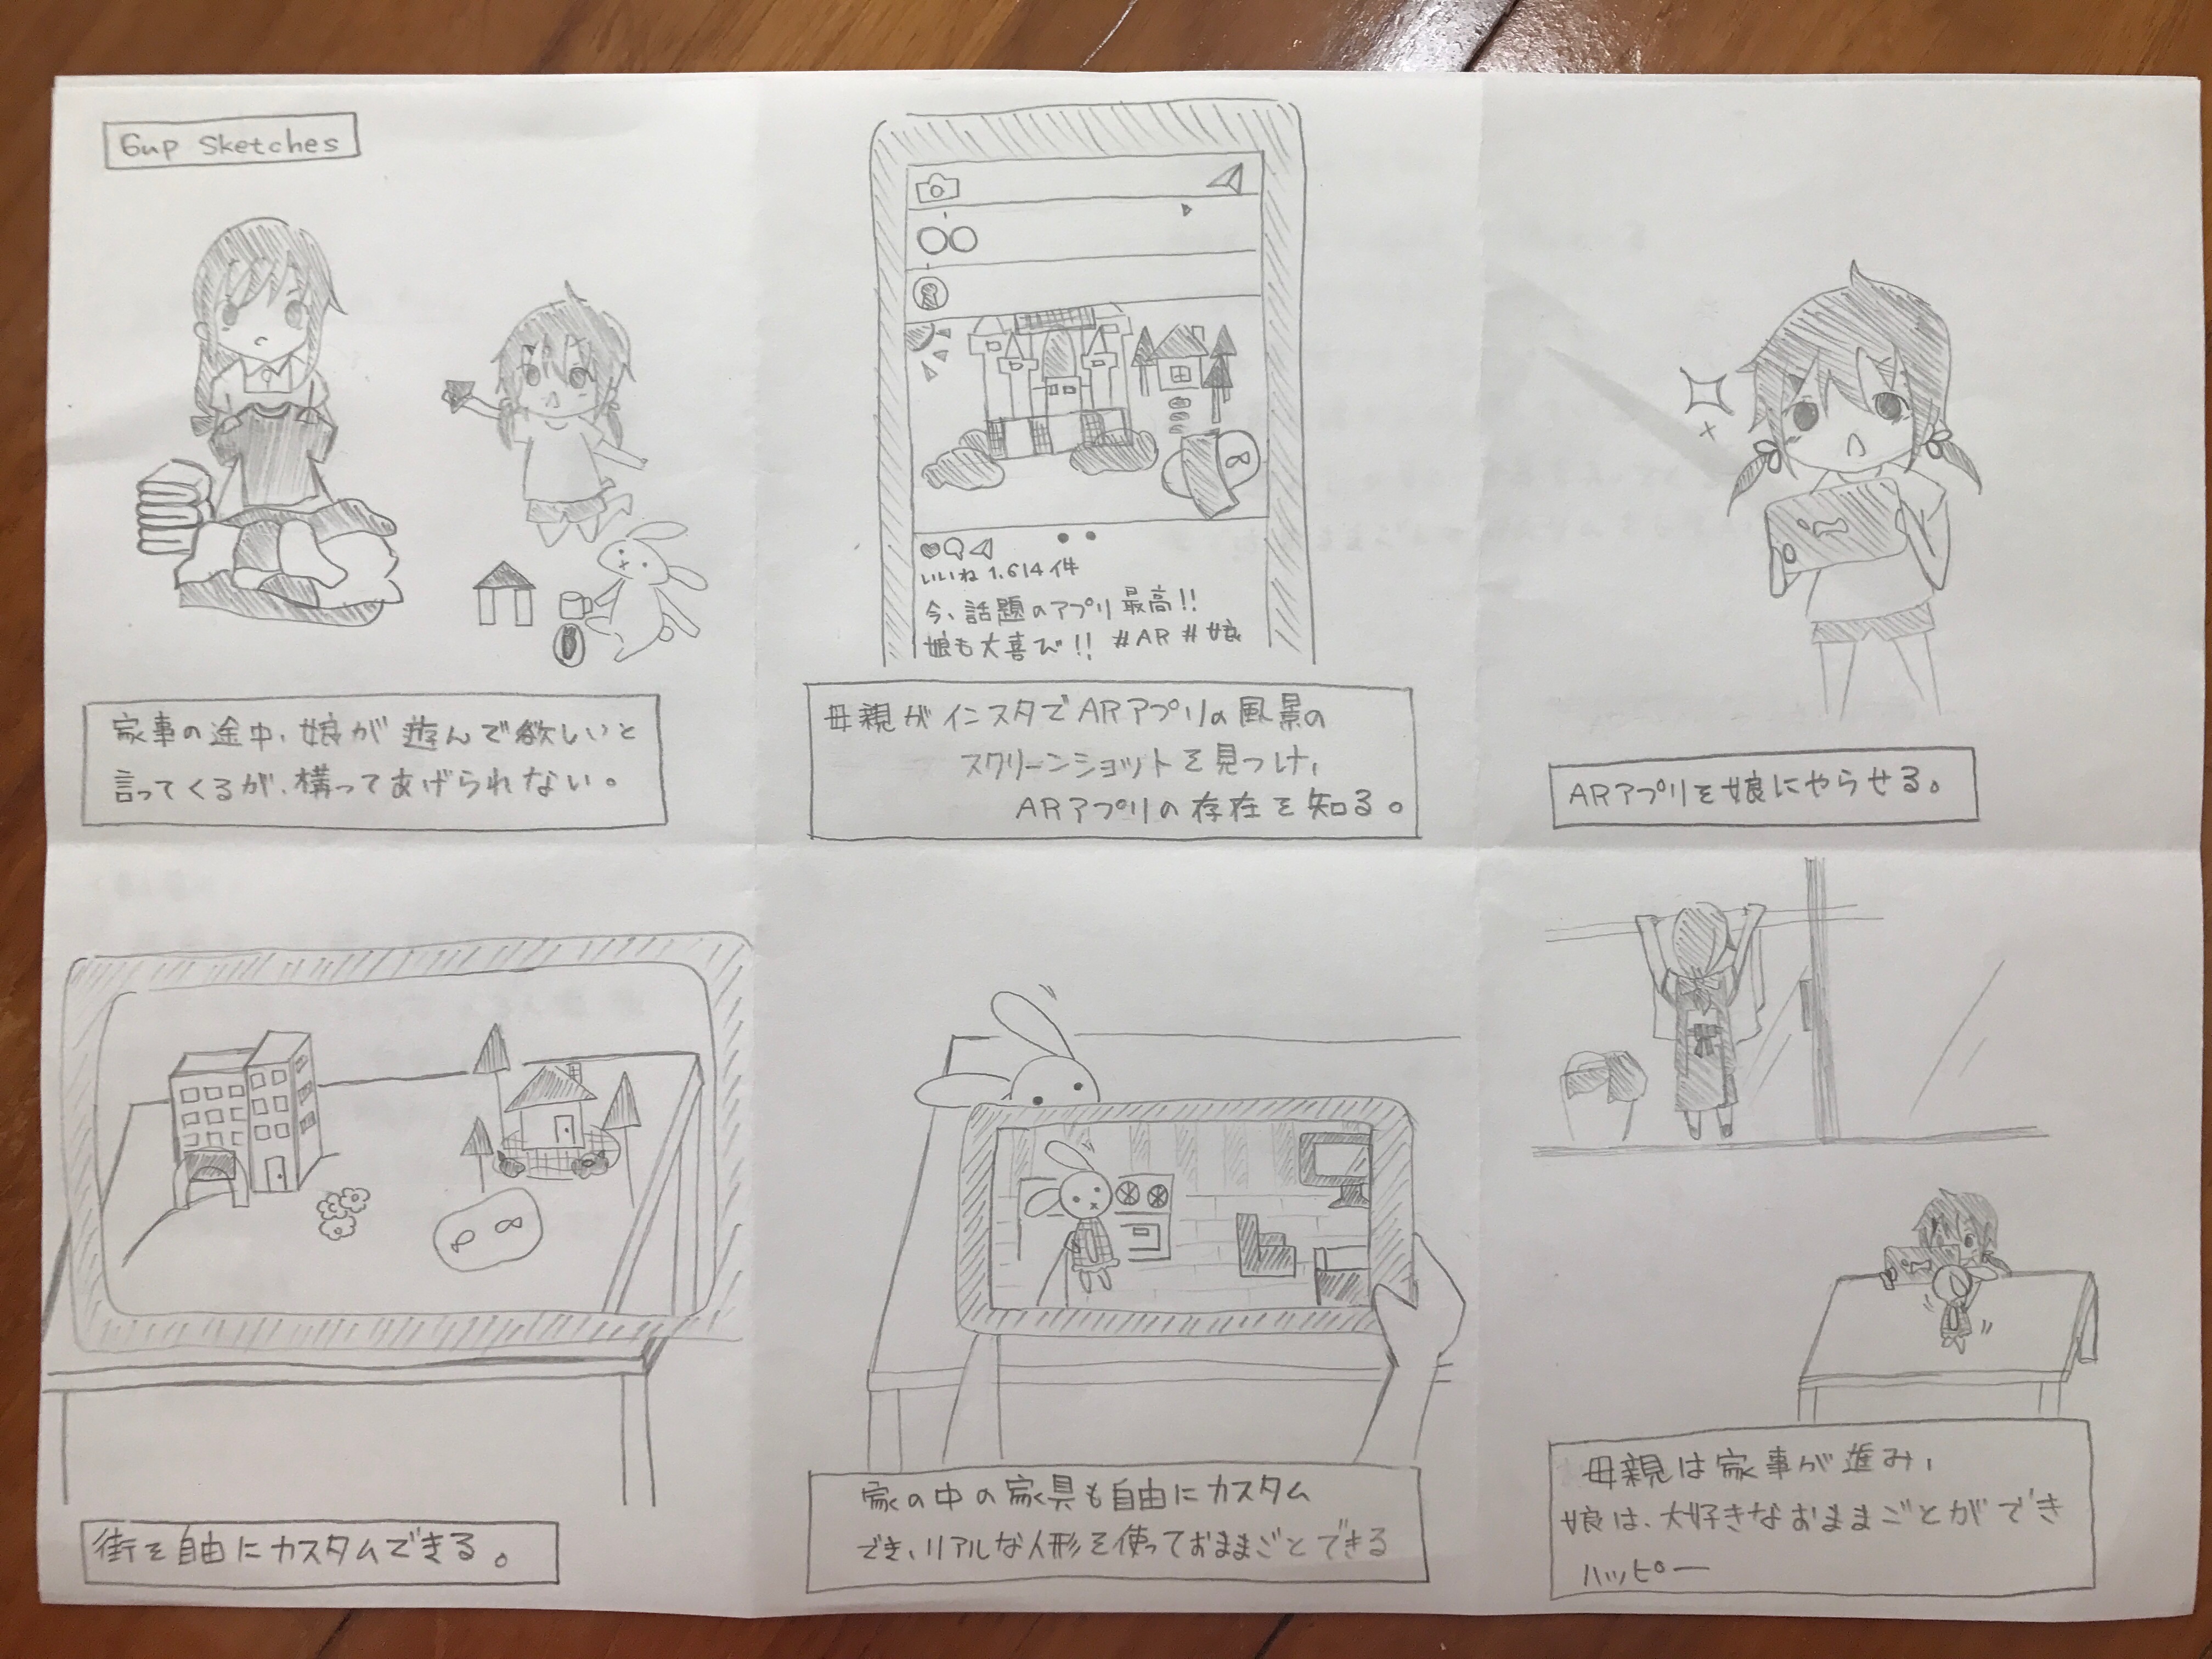 6up Sketches
家事の途中、娘が遊んで欲しいと
言ってくるが、構ってあげられない。
いいね 1.614件
今、話題のアプリ最高!!
娘も大喜び!! #AR #娘
母親がインスタでARアプリの風景の
スクリーンショットを見つけ、
ARアプリの存在を知る。
ARアプリを娘にやらせる。
街を自由にカスタムできる。
家の中の家具も自由にカスタム
でき、リアルな人形を使っておままごとできる
母親は家事が進み、
娘は、大好きなおままごとができ
ハッピー